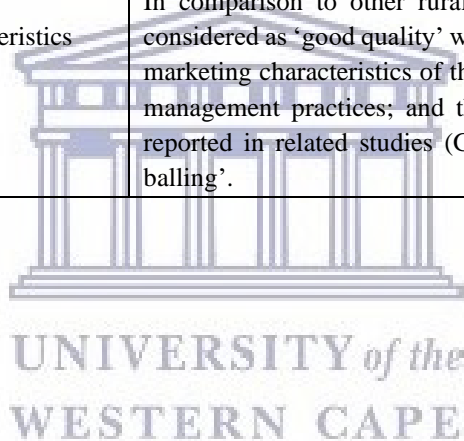 In comparison to other rural
eristics
considered as ‘good quality’ w
marketing characteristics of th
management practices; and th
reported in related studies (C
balling’.
UNIVERSITY of the
WESTERN CAPE